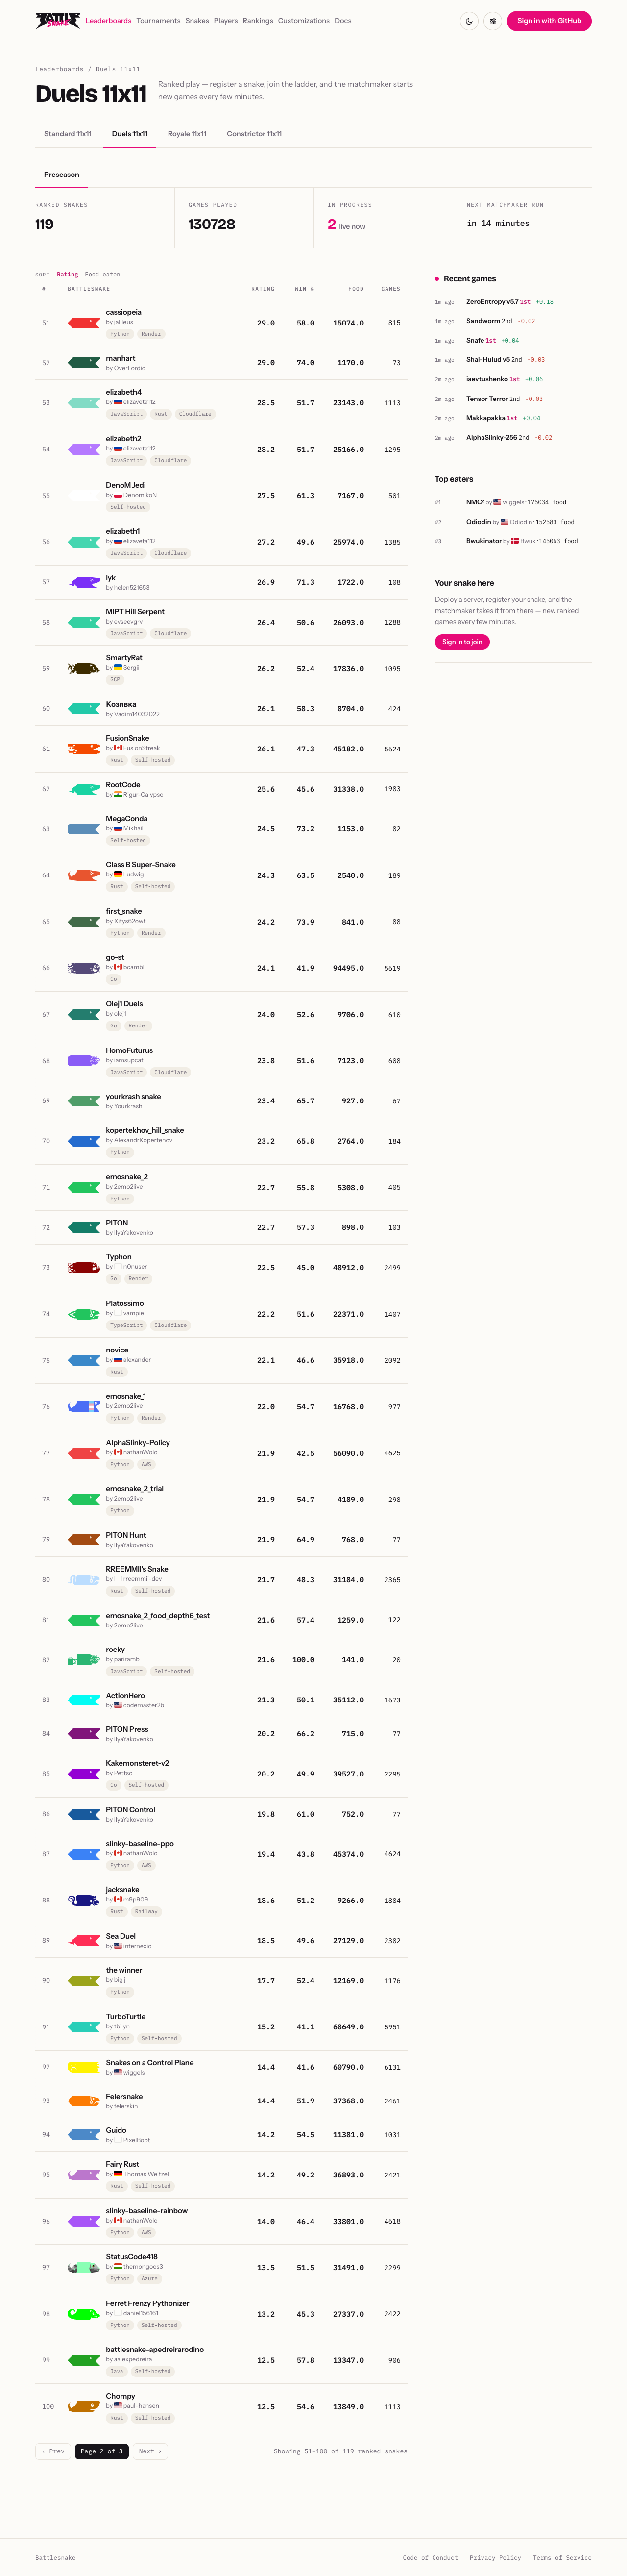 BATTLE SNAKE
Leaderboards Tournaments Snakes Players Rankings Customizations Docs
Sign in with GitHub
Leaderboards / Duels 11x11
Duels 11x11
Ranked play — register a snake, join the ladder, and the matchmaker starts
new games every few minutes.
Standard 11x11 Duels 11x11 Royale 11x11 Constrictor 11x11
Preseason
RANKED SNAKES
119
GAMES PLAYED
130728
IN PROGRESS
2 live now
NEXT MATCHMAKER RUN
in 14 minutes
SORT Rating Food eaten
# BATTLESNAKE RATING WIN % FOOD GAMES
51 cassiopeia 29.0 58.0 15074.0 815
by jalileus
Python Render
52 manhart 29.0 74.0 1170.0 73
by OverLordic
53 elizabeth4 28.5 51.7 23143.0 1113
by elizaveta112
JavaScript Rust Cloudflare
54 elizabeth2 28.2 51.7 25166.0 1295
by elizaveta112
JavaScript Cloudflare
55 DenoM Jedi 27.5 61.3 7167.0 501
by DenomikoN
Self-hosted
56 elizabeth1 27.2 49.6 25974.0 1385
by elizaveta112
JavaScript Cloudflare
57 lyk 26.9 71.3 1722.0 108
by helen521653
58 MIPT Hill Serpent 26.4 50.6 26093.0 1288
by evseevgrv
JavaScript Cloudflare
59 SmartyRat 26.2 52.4 17836.0 1095
by Sergii
GCP
60 Козявка 26.1 58.3 8704.0 424
by Vadim14032022
61 FusionSnake 26.1 47.3 45182.0 5624
by FusionStreak
Rust Self-hosted
62 RootCode 25.6 45.6 31338.0 1983
by Rigur-Calypso
63 MegaConda 24.5 73.2 1153.0 82
by Mikhail
Self-hosted
64 Class B Super-Snake 24.3 63.5 2540.0 189
by Ludwig
Rust Self-hosted
65 first_snake 24.2 73.9 841.0 88
by Xitys62owt
Python Render
66 go-st 24.1 41.9 94495.0 5619
by bcambl
Go
67 Olej1 Duels 24.0 52.6 9706.0 610
by olej1
Go Render
68 HomoFuturus 23.8 51.6 7123.0 608
by iamsupcat
JavaScript Cloudflare
69 yourkrash snake 23.4 65.7 927.0 67
by Yourkrash
70 kopertekhov_hill_snake 23.2 65.8 2764.0 184
by AlexandrKopertehov
Python
71 emosnake_2 22.7 55.8 5308.0 405
by 2emo2live
Python
72 PITON 22.7 57.3 898.0 103
by IlyaYakovenko
73 Typhon 22.5 45.0 48912.0 2499
by n0nuser
Go Render
74 Platossimo 22.2 51.6 22371.0 1407
by vampie
TypeScript Cloudflare
75 novice 22.1 46.6 35918.0 2092
by alexander
Rust
76 emosnake_1 22.0 54.7 16768.0 977
by 2emo2live
Python Render
77 AlphaSlinky-Policy 21.9 42.5 56090.0 4625
by nathanWolo
Python AWS
78 emosnake_2_trial 21.9 54.7 4189.0 298
by 2emo2live
Python
79 PITON Hunt 21.9 64.9 768.0 77
by IlyaYakovenko
80 RREEMMII's Snake 21.7 48.3 31184.0 2365
by rreemmii-dev
Rust Self-hosted
81 emosnake_2_food_depth6_test 21.6 57.4 1259.0 122
by 2emo2live
82 rocky 21.6 100.0 141.0 20
by pariramb
JavaScript Self-hosted
83 ActionHero 21.3 50.1 35112.0 1673
by codemaster2b
84 PITON Press 20.2 66.2 715.0 77
by IlyaYakovenko
85 Kakemonsteret-v2 20.2 49.9 39527.0 2295
by Pettso
Go Self-hosted
86 PITON Control 19.8 61.0 752.0 77
by IlyaYakovenko
87 slinky-baseline-ppo 19.4 43.8 45374.0 4624
by nathanWolo
Python AWS
88 jacksnake 18.6 51.2 9266.0 1884
by m9p909
Rust Railway
89 Sea Duel 18.5 49.6 27129.0 2382
by internexio
90 the winner 17.7 52.4 12169.0 1176
by big j
Python
91 TurboTurtle 15.2 41.1 68649.0 5951
by tbilyn
Python Self-hosted
92 Snakes on a Control Plane 14.4 41.6 60790.0 6131
by wiggels
93 Felersnake 14.4 51.9 37368.0 2461
by felerskih
94 Guido 14.2 54.5 11381.0 1031
by PixelBoot
95 Fairy Rust 14.2 49.2 36893.0 2421
by Thomas Weitzel
Rust Self-hosted
96 slinky-baseline-rainbow 14.0 46.4 33801.0 4618
by nathanWolo
Python AWS
97 StatusCode418 13.5 51.5 31491.0 2299
by themongoos3
Python Azure
98 Ferret Frenzy Pythonizer 13.2 45.3 27337.0 2422
by daniel156161
Python Self-hosted
99 battlesnake-apedreirarodino 12.5 57.8 13347.0 906
by aalexpedreira
Java Self-hosted
100 Chompy 12.5 54.6 13849.0 1113
by paul-hansen
Rust Self-hosted
‹ Prev Page 2 of 3 Next › Showing 51–100 of 119 ranked snakes
Recent games
1m ago ZeroEntropy v5.7 1st +0.18
1m ago Sandworm 2nd -0.02
1m ago Snafe 1st +0.04
1m ago Shai-Hulud v5 2nd -0.03
2m ago iaevtushenko 1st +0.06
2m ago Tensor Terror 2nd -0.03
2m ago Makkapakka 1st +0.04
2m ago AlphaSlinky-256 2nd -0.02
Top eaters
#1 NMC² by wiggels · 175034 food
#2 Odiodin by Odiodin · 152583 food
#3 Bwukinator by Bwuk · 145063 food
Your snake here
Deploy a server, register your snake, and the
matchmaker takes it from there — new ranked
games every few minutes.
Sign in to join
Battlesnake Code of Conduct Privacy Policy Terms of Service